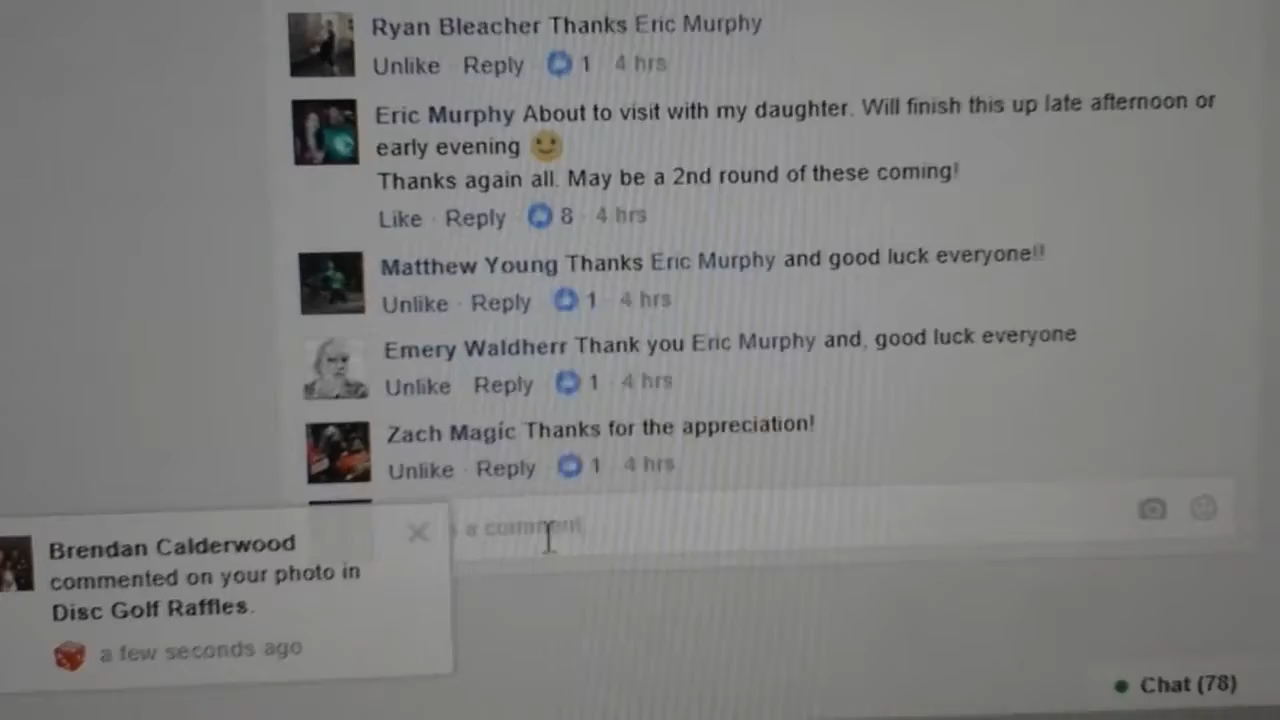 Ryan Bleacher Thanks Eric Murphy
Unlike · Reply 1 · 4 hrs
Eric Murphy About to visit with my daughter. Will finish this up late afternoon or
early evening
Thanks again all. May be a 2nd round of these coming!
Like · Reply 8 · 4 hrs
Matthew Young Thanks Eric Murphy and good luck everyone!!
Unlike · Reply 1 · 4 hrs
Emery Waldherr Thank you Eric Murphy and, good luck everyone
Unlike · Reply 1 · 4 hrs
Zach Magic Thanks for the appreciation!
Unlike · Reply 1 · 4 hrs
a comment
Brendan Calderwood
commented on your photo in
Disc Golf Raffles.
a few seconds ago
Chat (78)